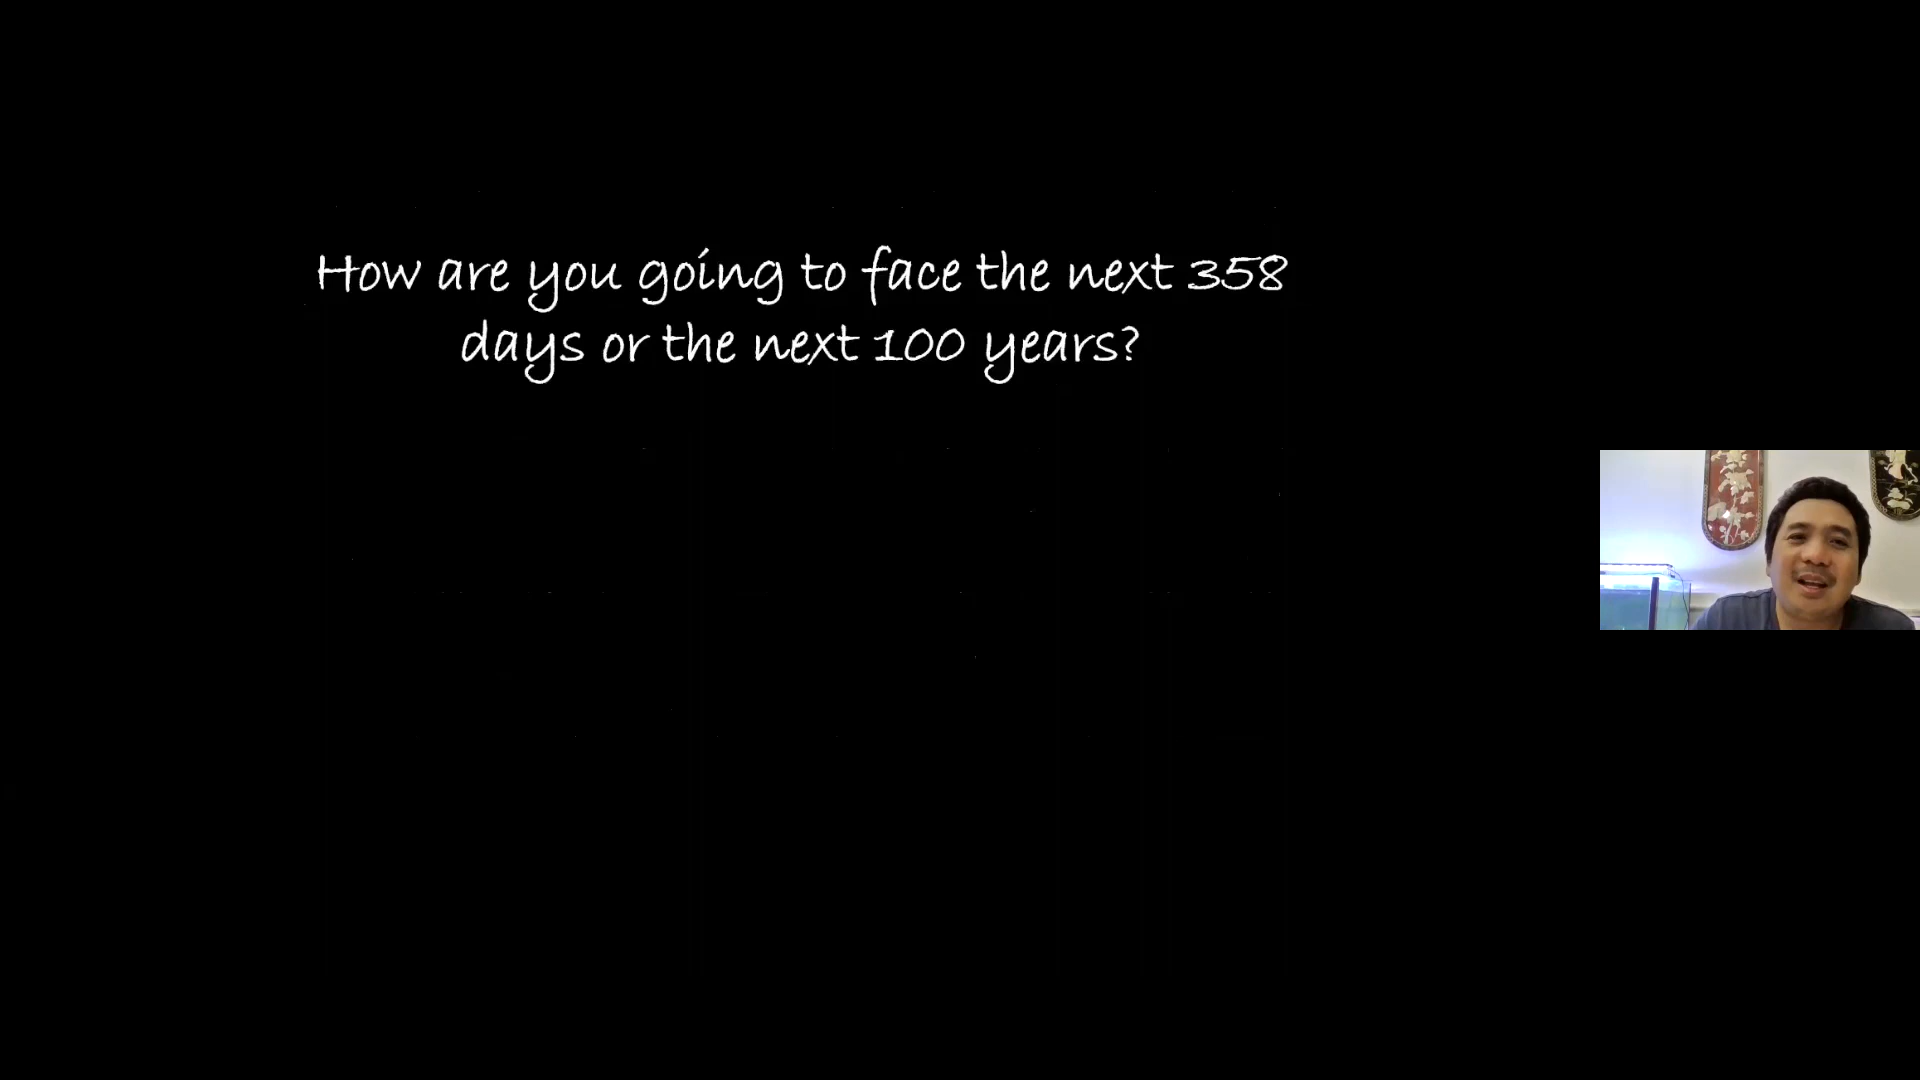 How are you going to face the next 358
days or the next 100 years?